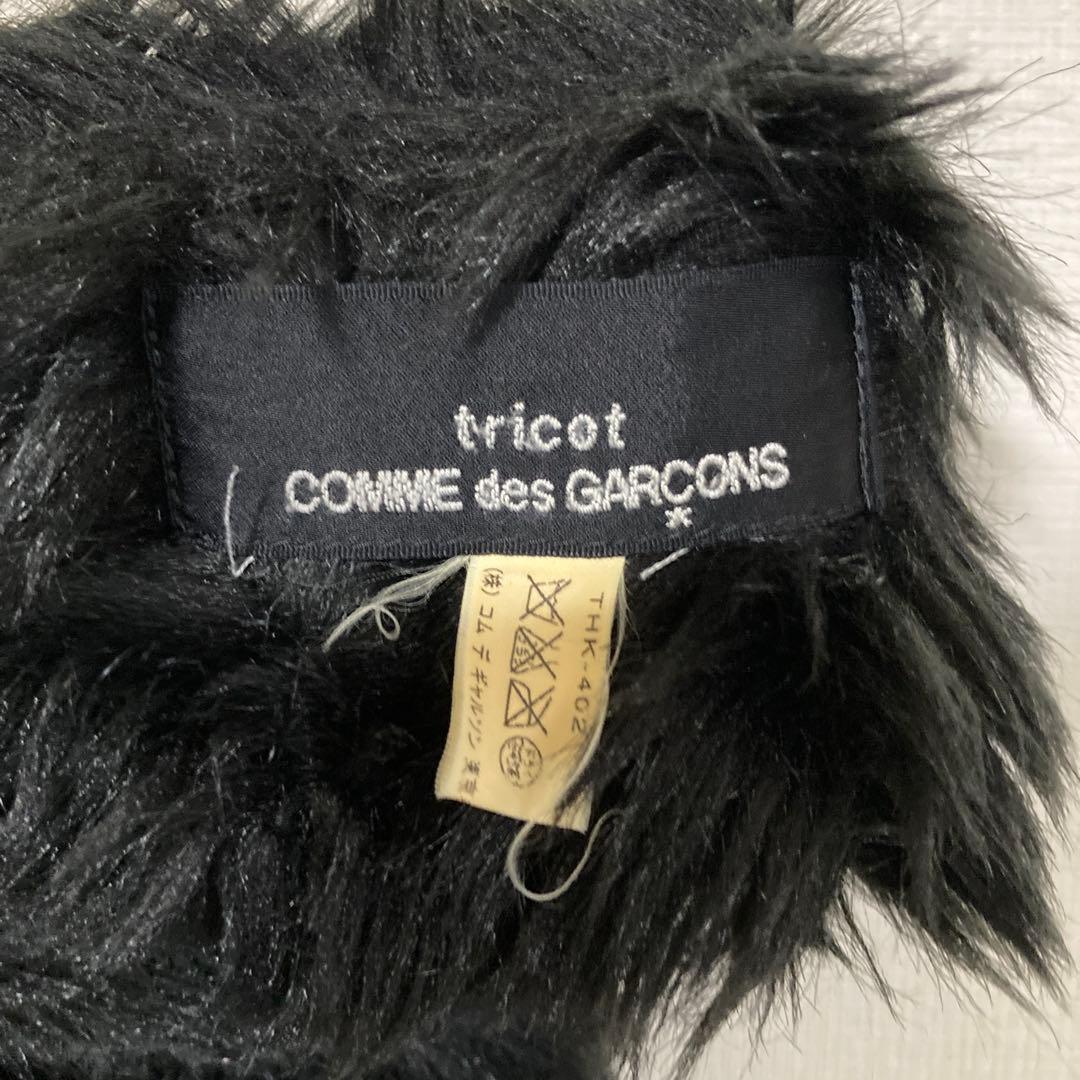 tricot
COMME des GARÇONS
*
THK-402
(株) コム デ ギャルソン 東京